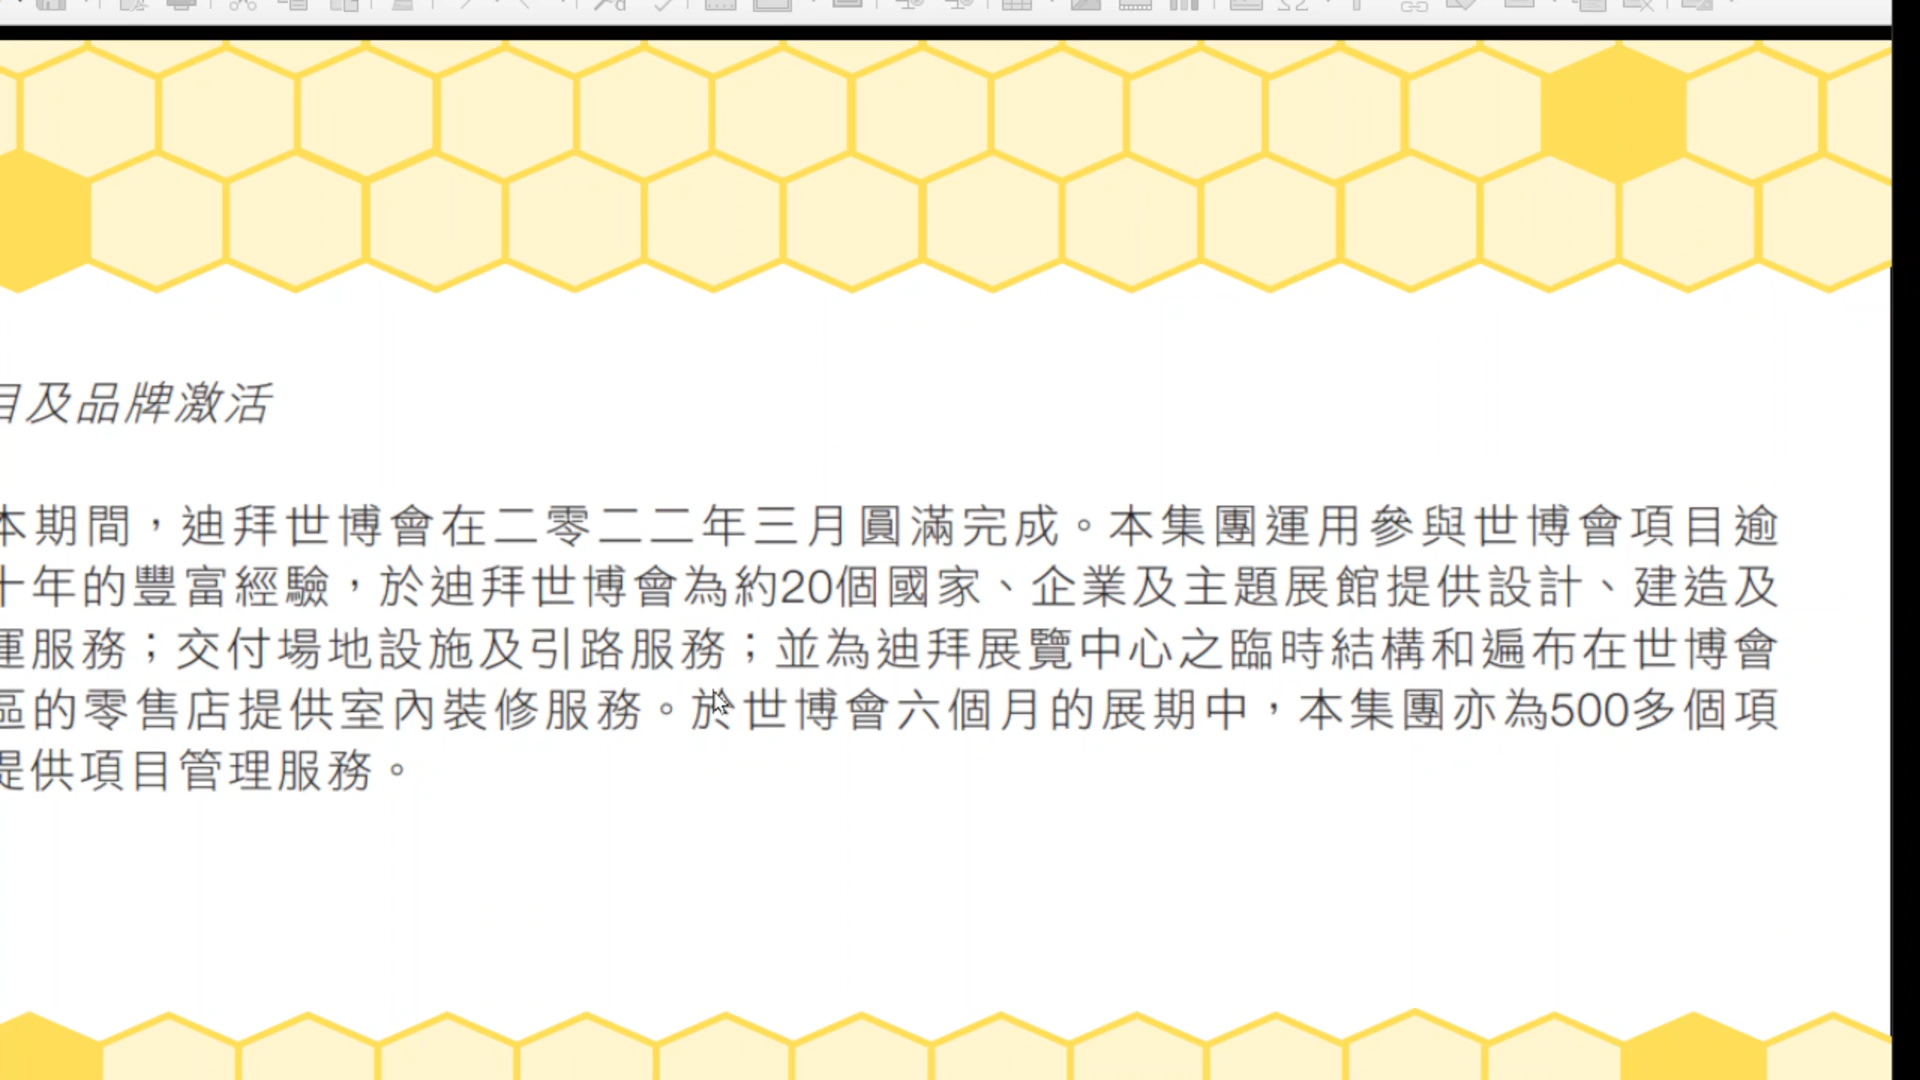 目及品牌激活
本期間，迪拜世博會在二零二二年三月圓滿完成。本集團運用參與世博會項目逾
十年的豐富經驗，於迪拜世博會為約20個國家、企業及主題展館提供設計、建造及
運服務；交付場地設施及引路服務；並為迪拜展覽中心之臨時結構和遍布在世博會
區的零售店提供室內裝修服務。於世博會六個月的展期中，本集團亦為500多個項
提供項目管理服務。